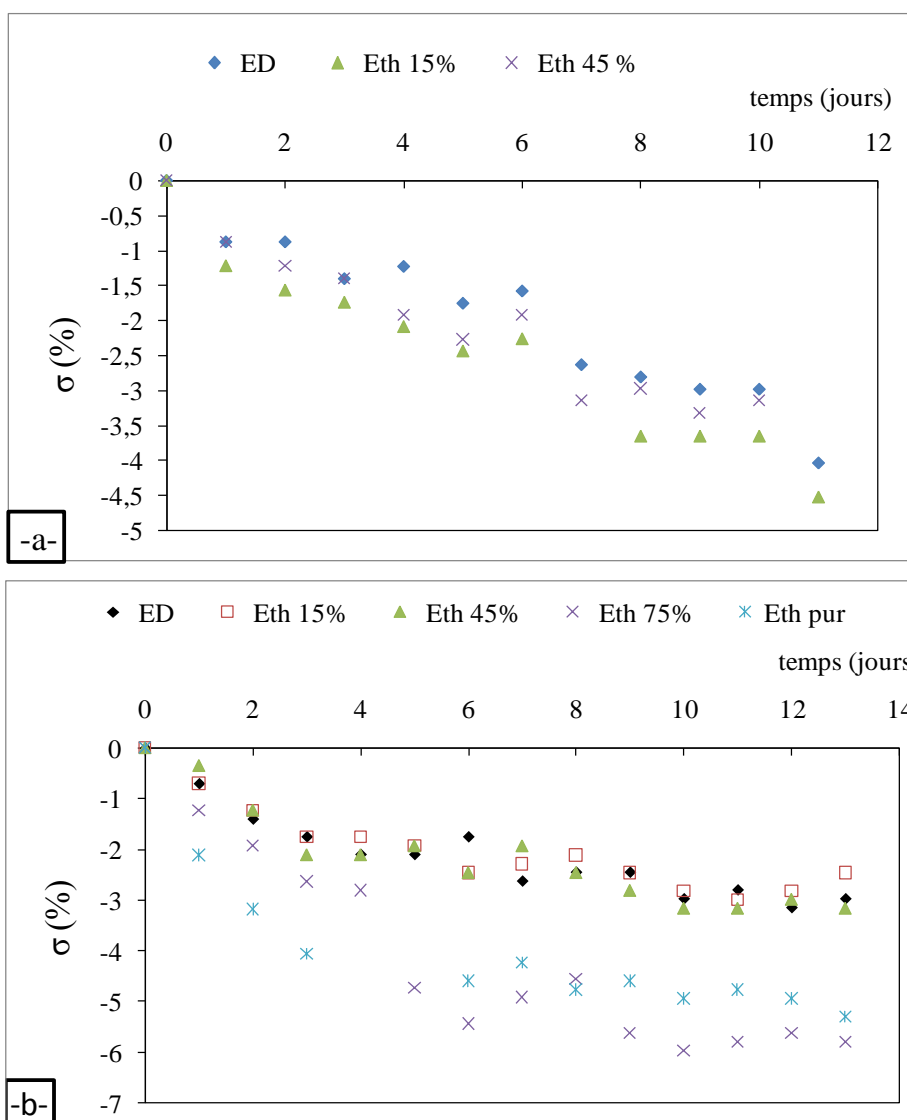 ED Eth 15% Eth 45 %
temps (jours)
0 2 4 6 8 10 12
0
-0,5
-1
-1,5
-2
-2,5
-3
-3,5
-4
-4,5
-5
σ (%)
-a-
ED Eth 15% Eth 45% Eth 75% Eth pur
temps (jours
0 2 4 6 8 10 12 14
0
-1
-2
-3
-4
-5
-6
-7
σ (%)
-b-